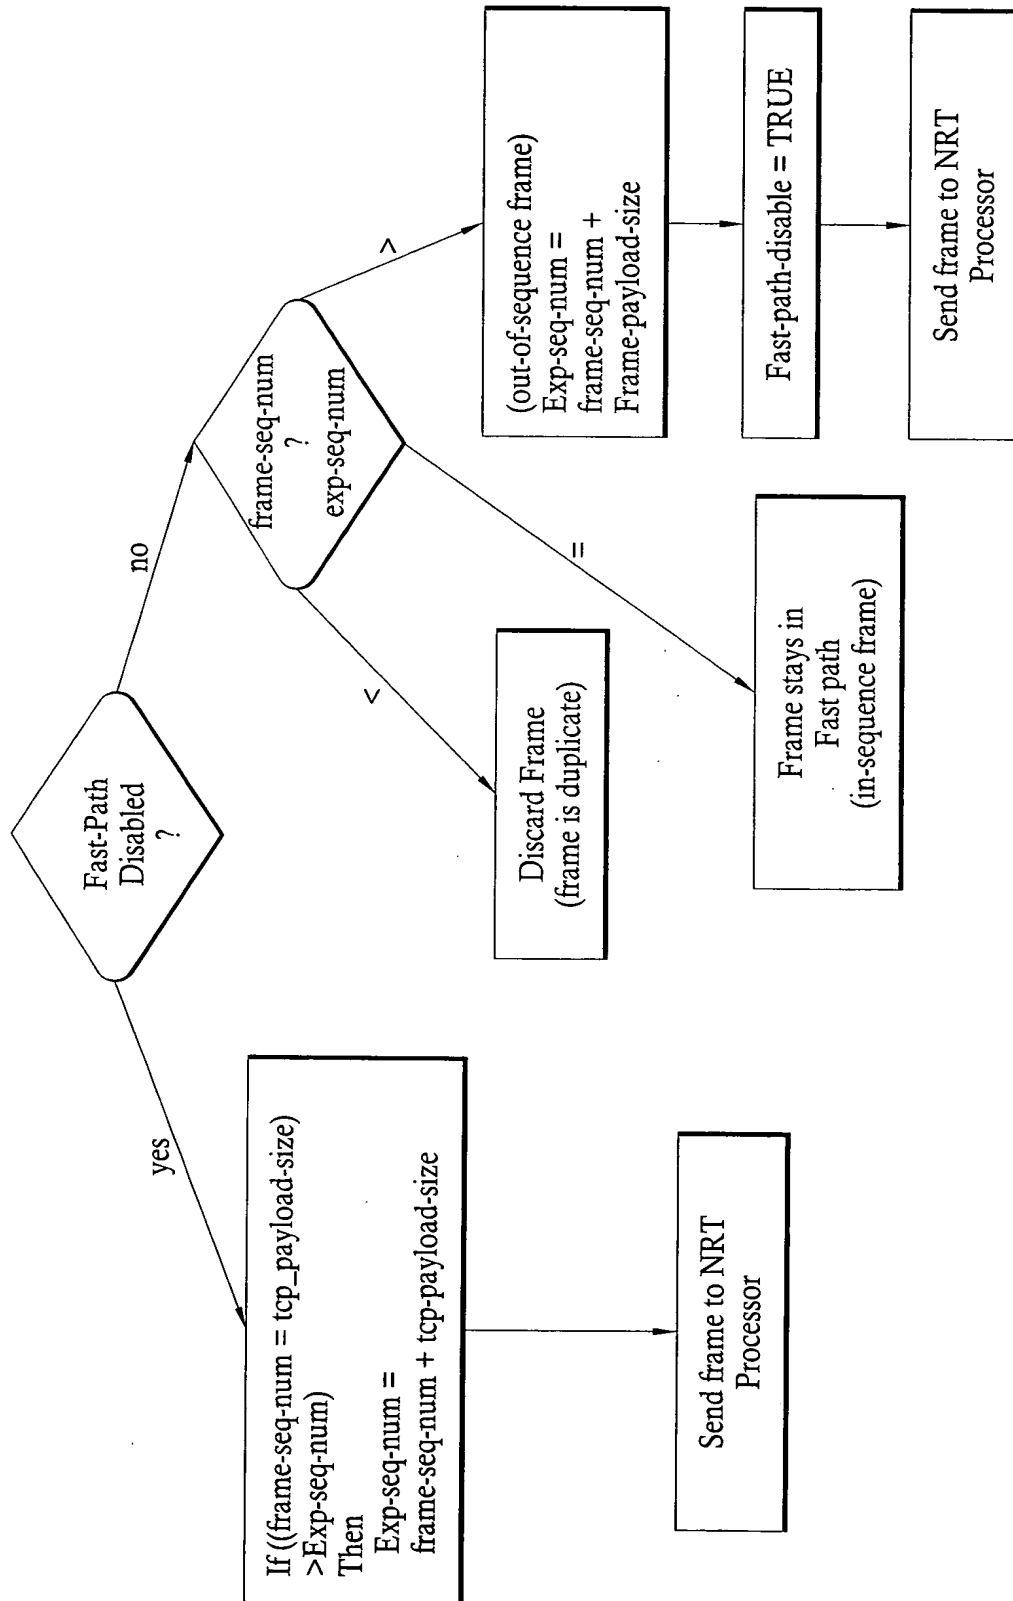 Fast-Path
Disabled
?
yes
no
If ((frame-seq-num = tcp_payload-size)
>Exp-seq-num)
Then
Exp-seq-num =
frame-seq-num + tcp-payload-size
Send frame to NRT
Processor
frame-seq-num
?
exp-seq-num
<
=
>
Discard Frame
(frame is duplicate)
Frame stays in
Fast path
(in-sequence frame)
(out-of-sequence frame)
Exp-seq-num =
frame-seq-num +
Frame-payload-size
Fast-path-disable = TRUE
Send frame to NRT
Processor